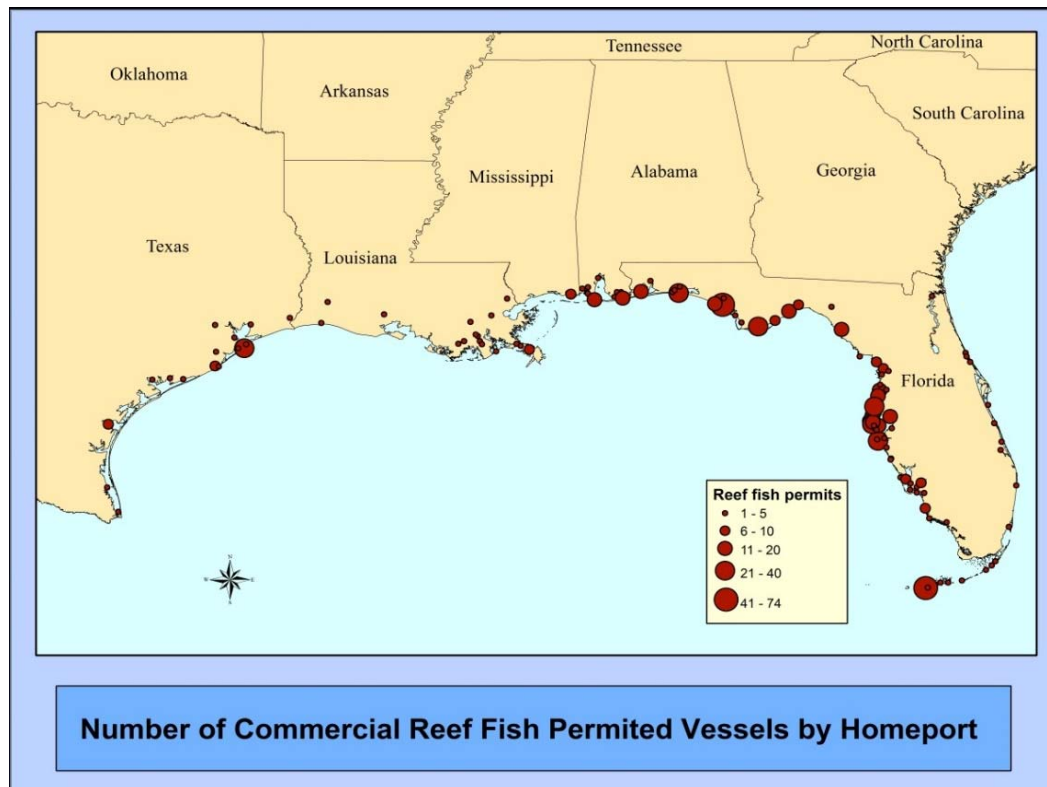 Tennessee
North Carolina
Oklahoma
Arkansas
South Carolina
Mississippi
Alabama
Georgia
Texas
Louisiana
Florida
Reef fish permits
1 - 5
6 - 10
11 - 20
21 - 40
41 - 74
Number of Commercial Reef Fish Permited Vessels by Homeport